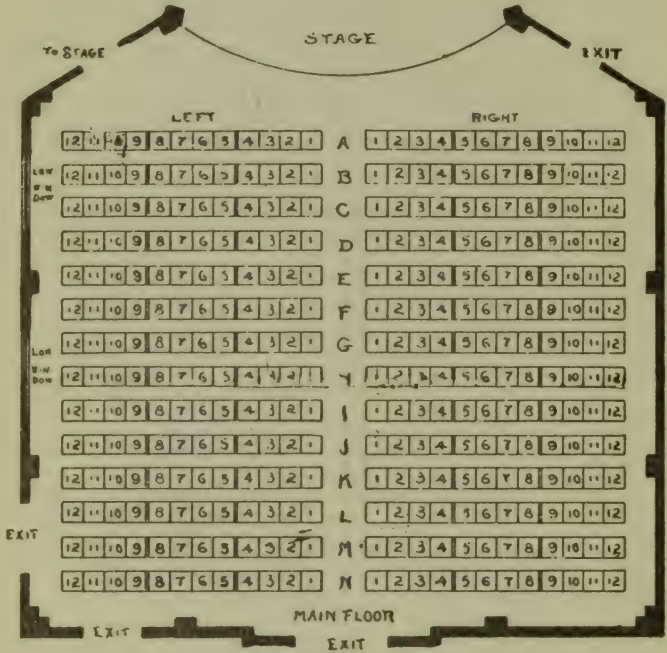 STAGE
TO STAGE EXIT
LEFT RIGHT
12 11 9 8 7 6 5 4 3 2 1 A 1 2 3 4 5 6 7 8 9 10 11 12
12 11 10 9 8 7 6 5 4 3 2 1 B 1 2 3 4 5 6 7 8 9 10 11 12
LOW
WIN
DOW
12 11 10 9 8 7 6 5 4 3 2 1 C 1 2 3 4 5 6 7 8 9 10 11 12
12 11 10 9 8 7 6 5 4 3 2 1 D 1 2 3 4 5 6 7 8 9 10 11 12
12 11 10 9 8 7 6 5 4 3 2 1 E 1 2 3 4 5 6 7 8 9 10 11 12
12 11 10 9 8 7 6 5 4 3 2 1 F 1 2 3 4 5 6 7 8 9 10 11 12
12 11 10 9 8 7 6 5 4 3 2 1 G 1 2 3 4 5 6 7 8 9 10 11 12
LOW
WIN
DOW
12 11 10 9 8 7 6 5 4 3 2 1 1 2 3 4 5 6 7 8 9 10 11 12
12 11 10 9 8 7 6 5 4 3 2 1 I 1 2 3 4 5 6 7 8 9 10 11 12
12 11 10 9 8 7 6 5 4 3 2 1 J 1 2 3 4 5 6 7 8 9 10 11 12
12 11 10 9 8 7 6 5 4 3 2 1 K 1 2 3 4 5 6 7 8 9 10 11 12
12 11 10 9 8 7 6 5 4 3 2 1 L 1 2 3 4 5 6 7 8 9 10 11 12
EXIT
12 11 10 9 8 7 6 5 4 3 2 1 M 1 2 3 4 5 6 7 8 9 10 11 12
12 11 10 9 8 7 6 5 4 3 2 1 N 1 2 3 4 5 6 7 8 9 10 11 12
MAIN FLOOR
EXIT
EXIT